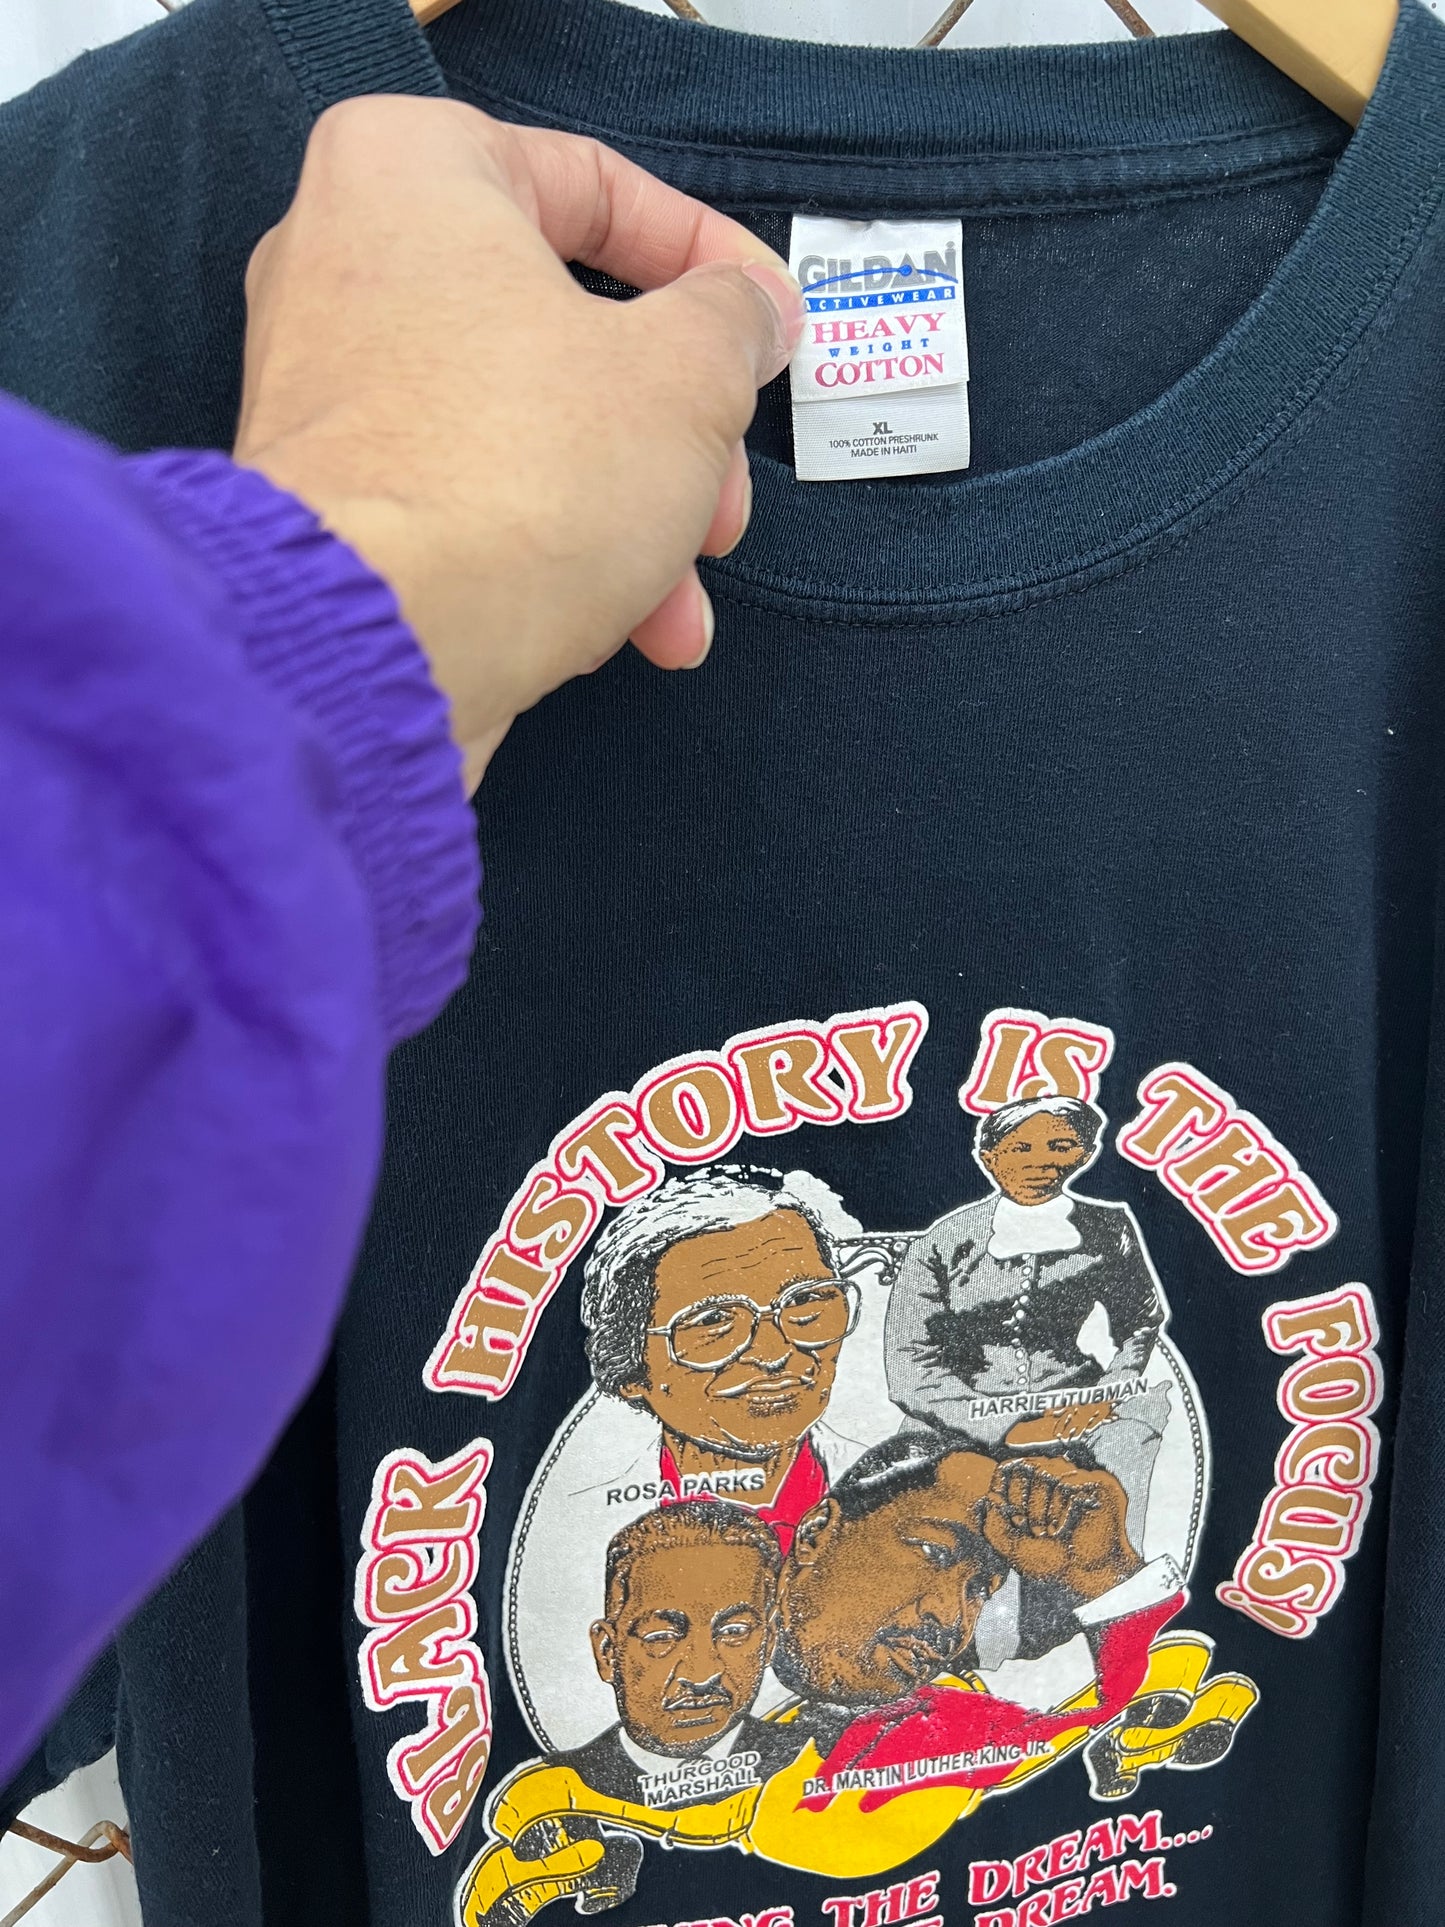 GILDAN
ACTIVEWEAR
HEAVY
WEIGHT
COTTON
XL
100% COTTON PRESHRUNK
MADE IN HAITI
BLACK HISTORY IS THE FOCUS!
HARRIET TUBMAN
ROSA PARKS
THURGOOD
MARSHALL
DR. MARTIN LUTHER KING JR.
THE DREAM....
DREAM.